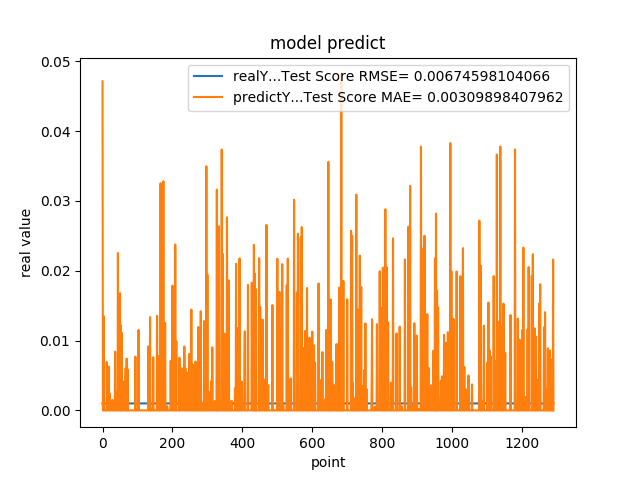 model predict
realY...Test Score RMSE= 0.00674598104066
predictY...Test Score MAE= 0.00309898407962
0.05
0.04
0.03
0.02
0.01
0.00
real value
0 200 400 600 800 1000 1200
point